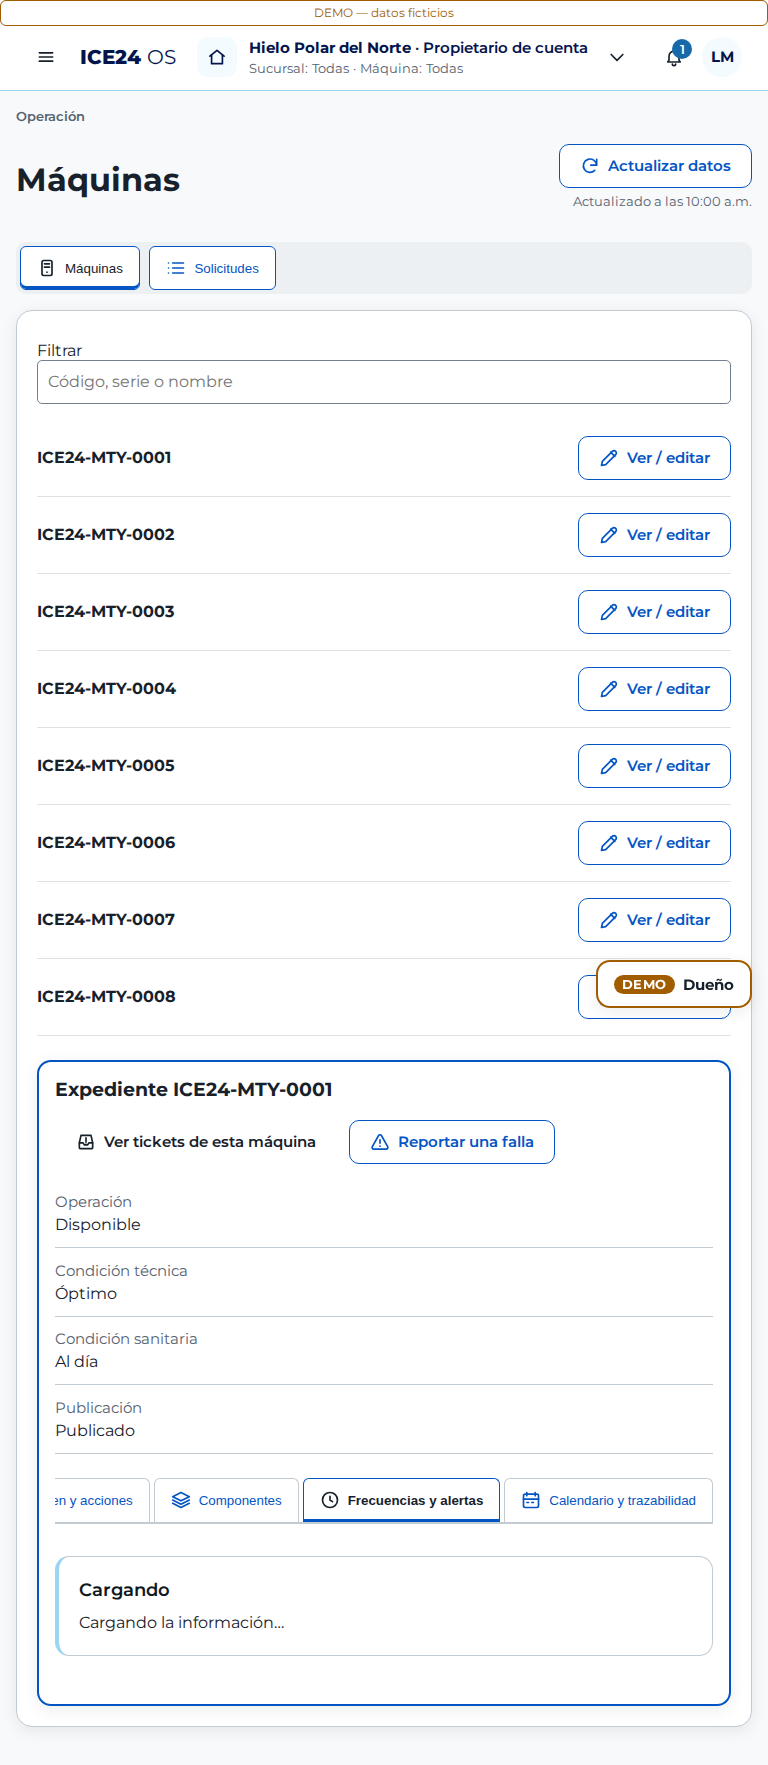 DEMO — datos ficticios
ICE24 OS
Hielo Polar del Norte · Propietario de cuenta
Sucursal: Todas · Máquina: Todas
1
LM
Operación
Máquinas
Actualizar datos
Actualizado a las 10:00 a.m.
Máquinas
Solicitudes
Filtrar
Código, serie o nombre
ICE24-MTY-0001
Ver / editar
ICE24-MTY-0002
Ver / editar
ICE24-MTY-0003
Ver / editar
ICE24-MTY-0004
Ver / editar
ICE24-MTY-0005
Ver / editar
ICE24-MTY-0006
Ver / editar
ICE24-MTY-0007
Ver / editar
ICE24-MTY-0008
DEMO Dueño
Expediente ICE24-MTY-0001
Ver tickets de esta máquina
Reportar una falla
Operación
Disponible
Condición técnica
Óptimo
Condición sanitaria
Al día
Publicación
Publicado
en y acciones
Componentes
Frecuencias y alertas
Calendario y trazabilidad
Cargando
Cargando la información...